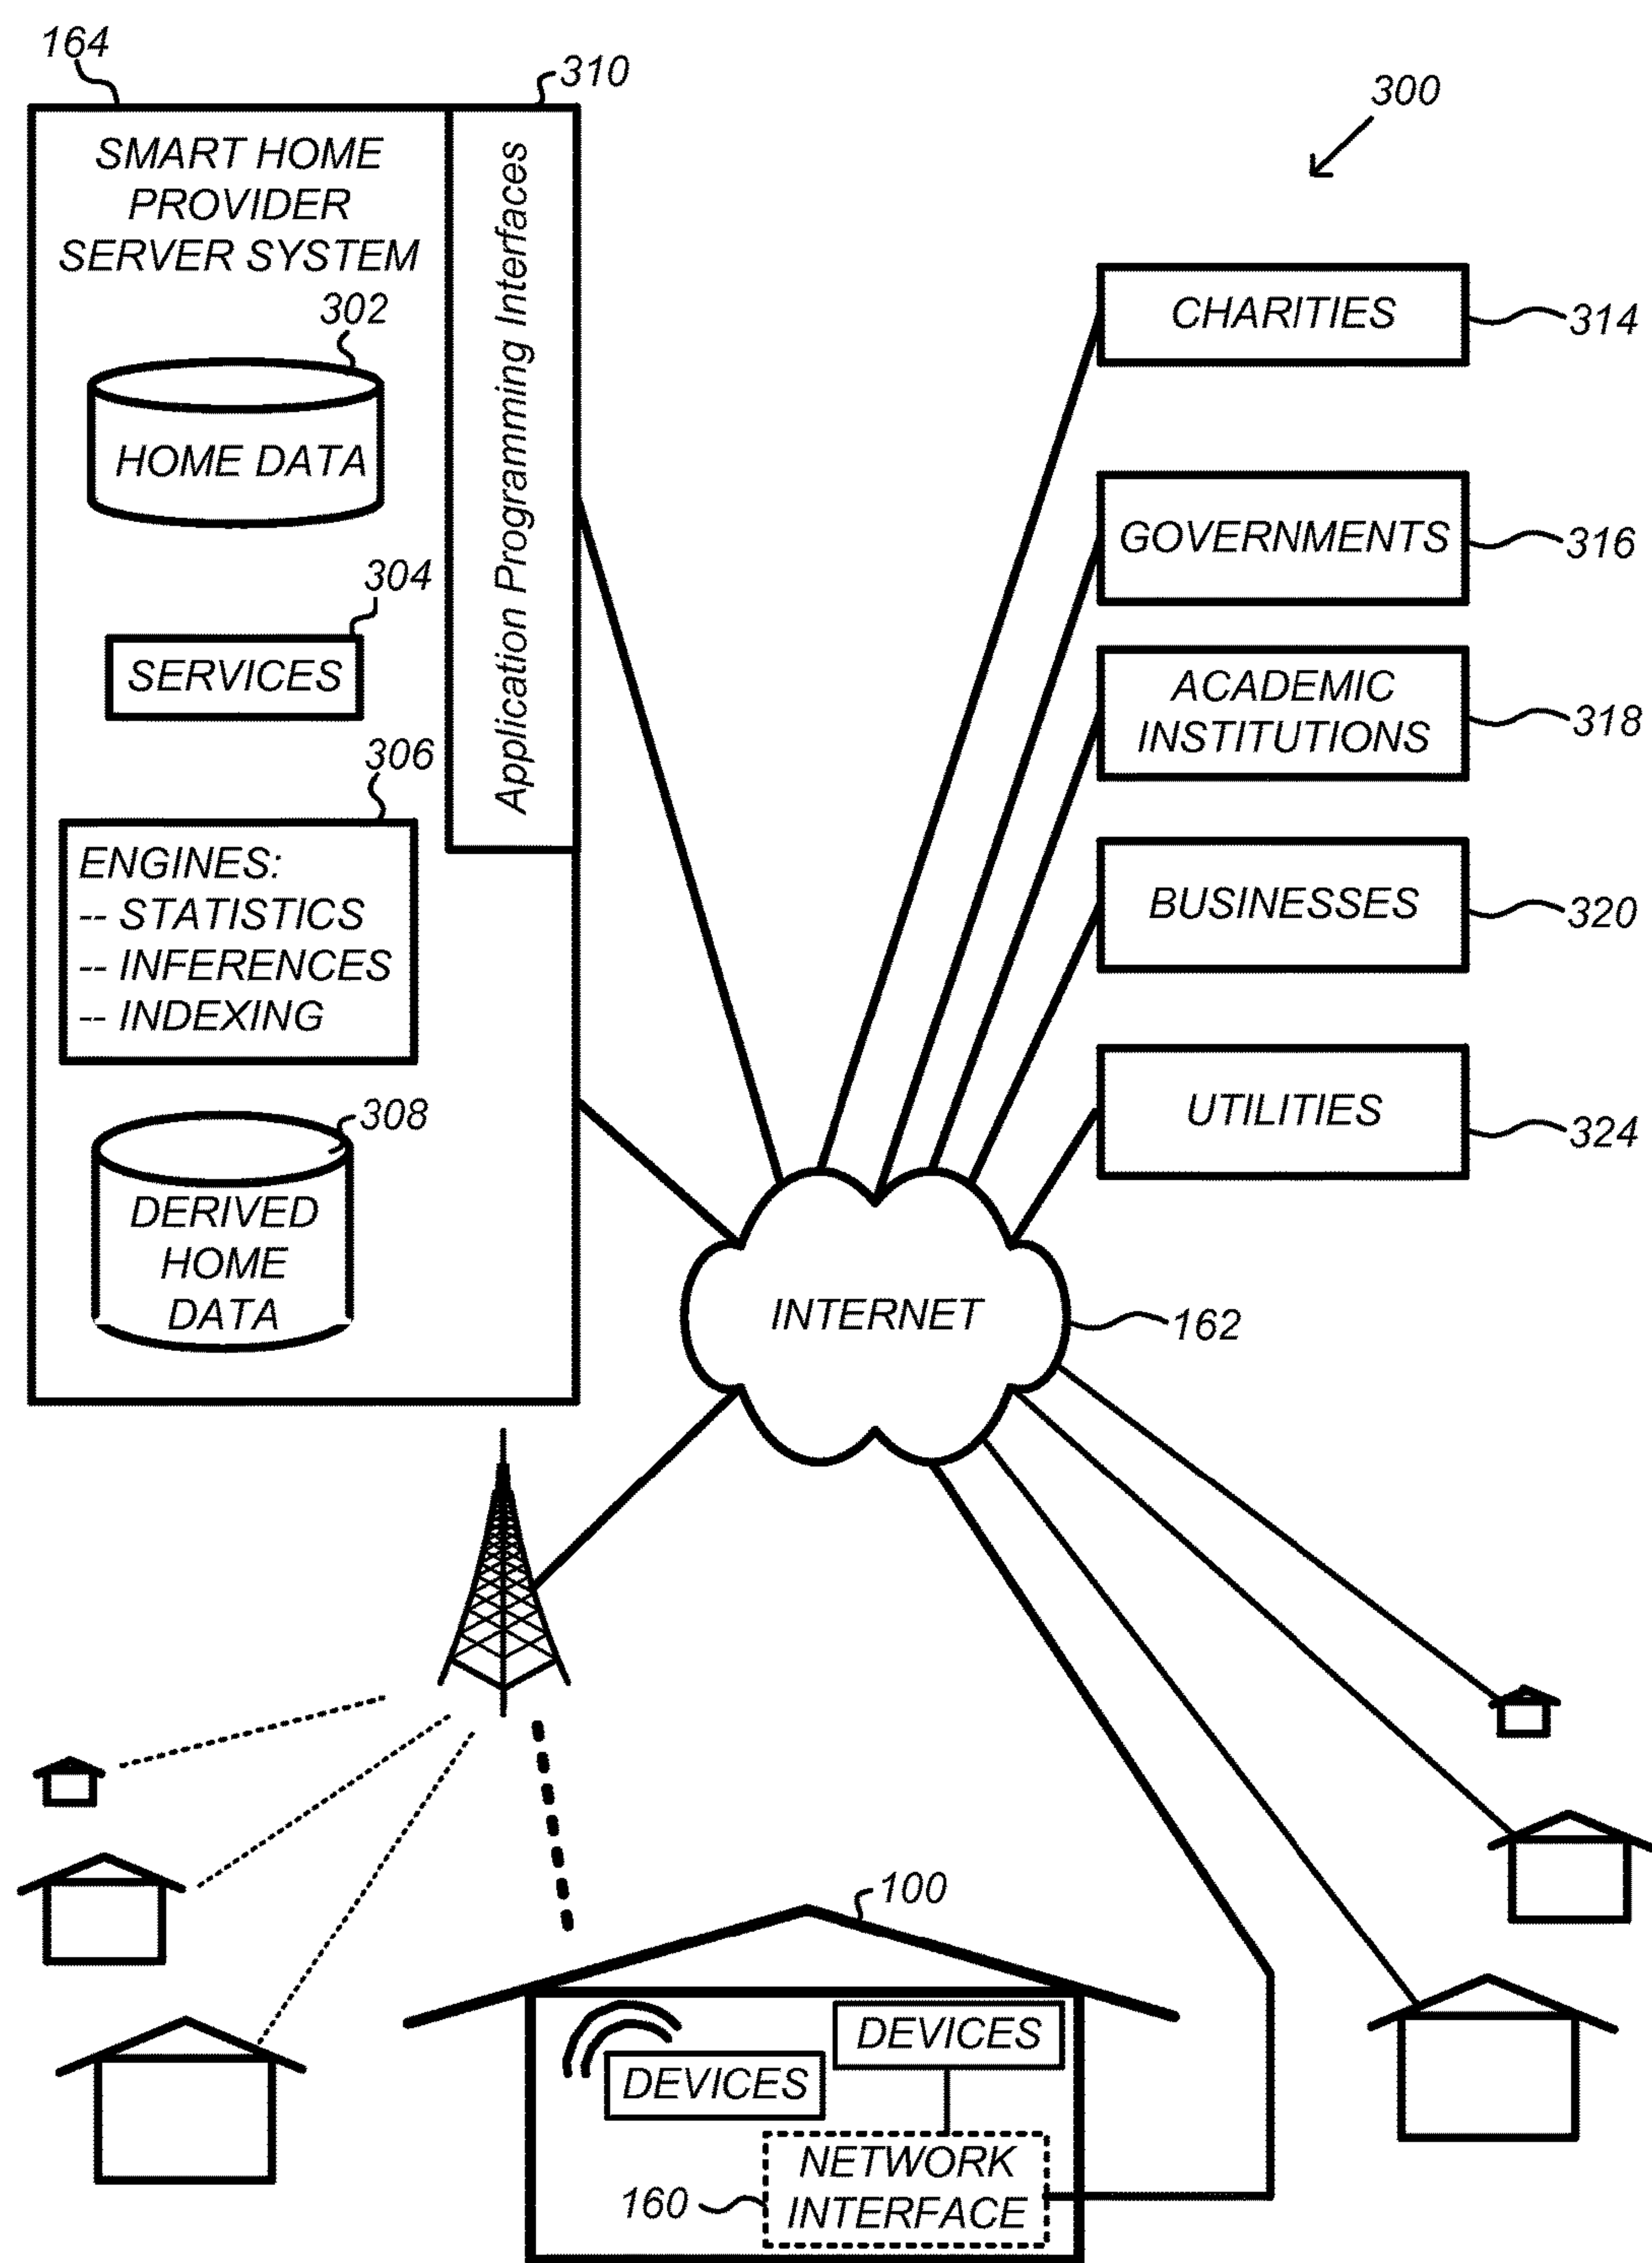 164
310
300
SMART HOME
PROVIDER
SERVER SYSTEM
Application Programming Interfaces
302
HOME DATA
304
SERVICES
306
ENGINES:
-- STATISTICS
-- INFERENCES
-- INDEXING
308
DERIVED
HOME
DATA
CHARITIES
314
GOVERNMENTS
316
ACADEMIC
INSTITUTIONS
318
BUSINESSES
320
UTILITIES
324
INTERNET
162
100
DEVICES
DEVICES
NETWORK
INTERFACE
160